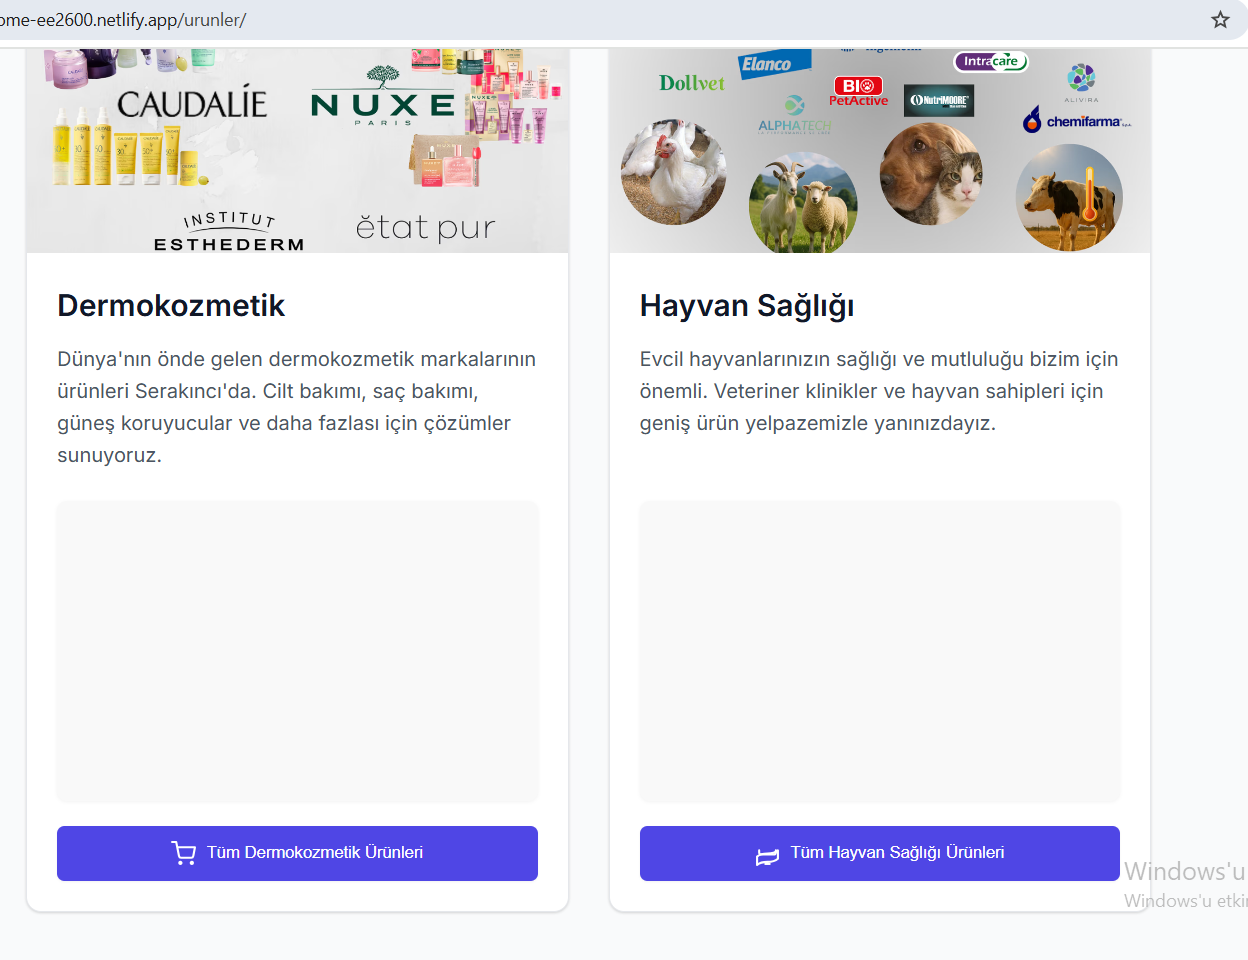 ome-ee2600.netlify.app/urunler/
CAUDALÍE
NUXE
PARIS
INSTITUT
ESTHEDERM
ĕtat pur
Elanco
Intracare
Dollvet
BIO
PetActive
NutriMOORE
ALPHATECH
ALIVIRA
chemifarma
Dermokozmetik
Dünya'nın önde gelen dermokozmetik markalarının
ürünleri Serakıncı'da. Cilt bakımı, saç bakımı,
güneş koruyucular ve daha fazlası için çözümler
sunuyoruz.
Tüm Dermokozmetik Ürünleri
Hayvan Sağlığı
Evcil hayvanlarınızın sağlığı ve mutluluğu bizim için
önemli. Veteriner klinikler ve hayvan sahipleri için
geniş ürün yelpazemizle yanınızdayız.
Tüm Hayvan Sağlığı Ürünleri
Windows'u
Windows'u etki